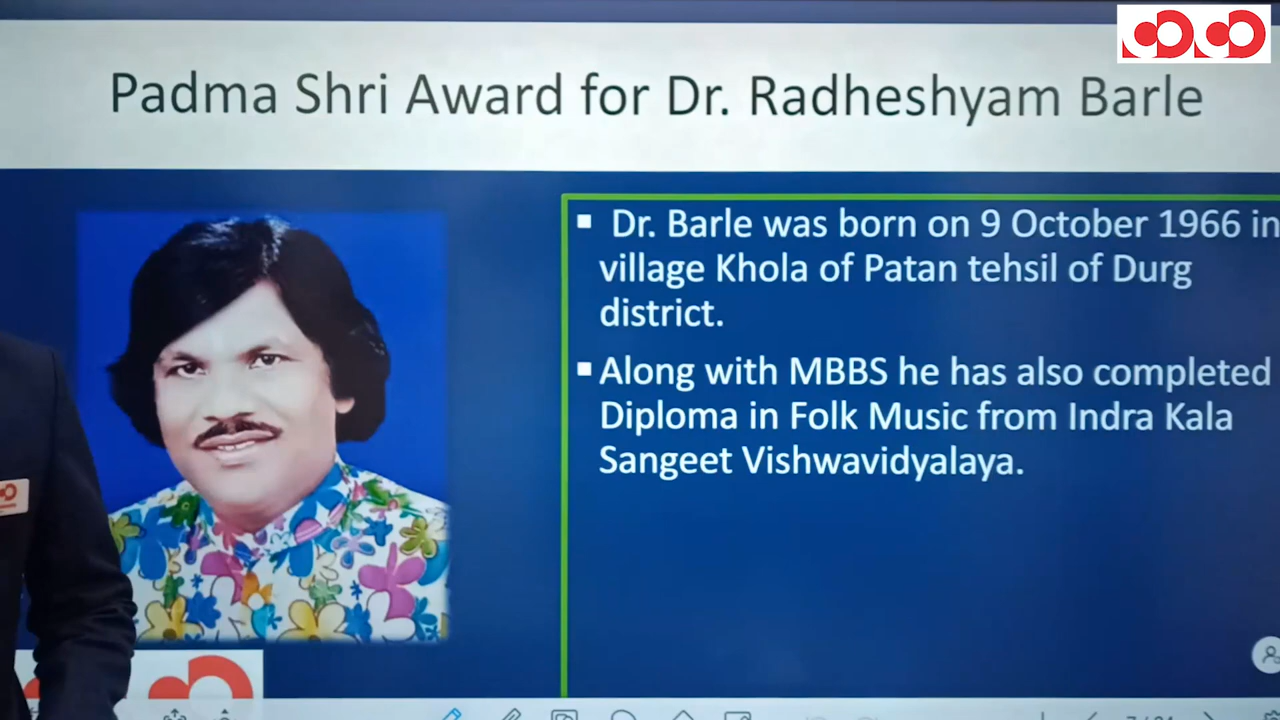 Padma Shri Award for Dr. Radheshyam Barle
▪ Dr. Barle was born on 9 October 1966 in
village Khola of Patan tehsil of Durg
district.
▪ Along with MBBS he has also completed
Diploma in Folk Music from Indra Kala
Sangeet Vishwavidyalaya.